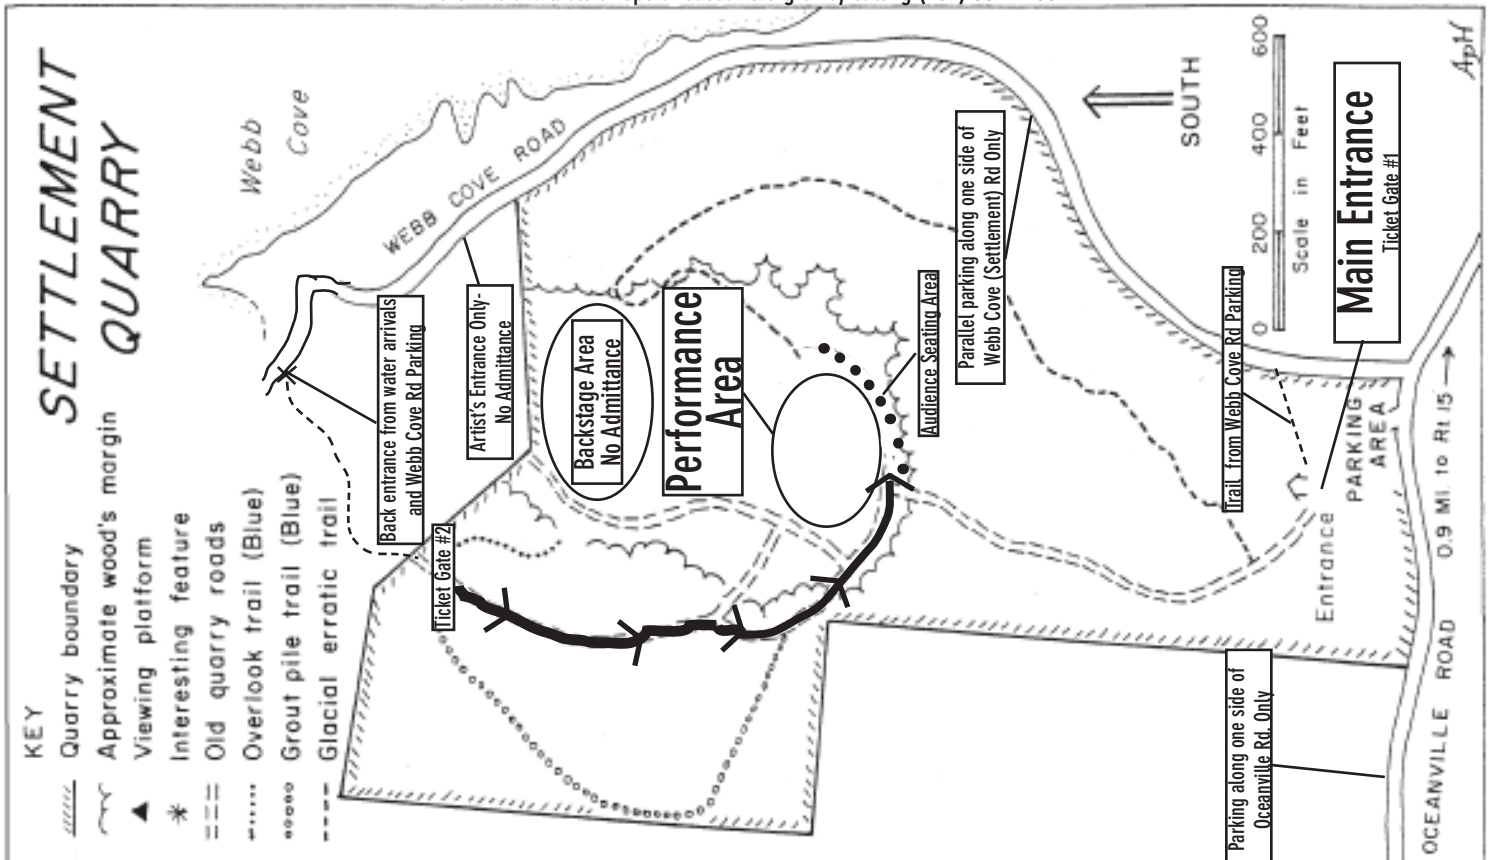 SETTLEMENT
QUARRY
Webb
Cove
WEBB COVE ROAD
KEY
Quarry boundary
Approximate wood's margin
Viewing platform
Interesting feature
Old quarry roads
Overlook trail (Blue)
Grout pile trail (Blue)
Glacial erratic trail
Back entrance from water arrivals
and Webb Cove Rd Parking
Artist's Entrance Only-
No Admittance
Ticket Gate #2
Backstage Area
No Admittance
Performance
Area
Audience Seating Area
Parallel parking along one side of
Webb Cove (Settlement) Rd Only
SOUTH
0 200 400 600
Scale in Feet
Main Entrance
Ticket Gate #1
Trail from Webb Cove Rd Parking
PARKING
AREA
Entrance
Parking along one side of
Oceanville Rd. Only
OCEANVILLE ROAD 0.9 Mi. to Rt 15
ApH